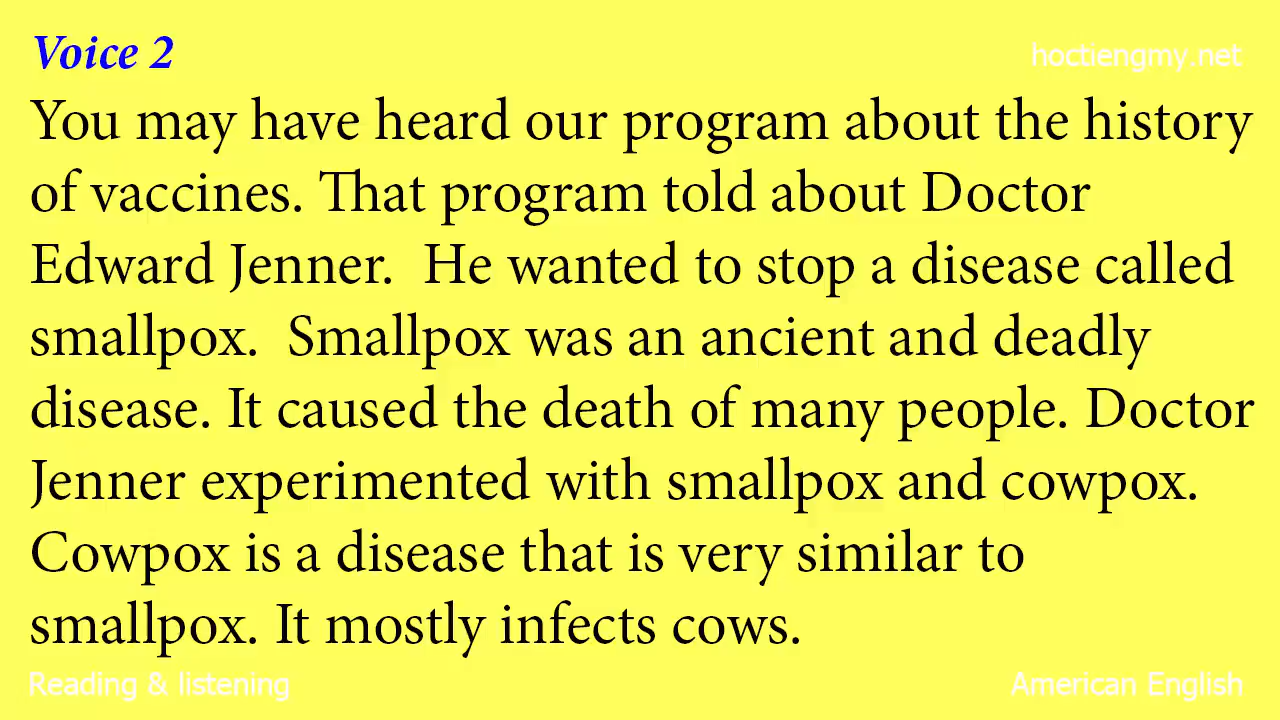 Voice 2
hoctiengmy.net
You may have heard our program about the history
of vaccines. That program told about Doctor
Edward Jenner.  He wanted to stop a disease called
smallpox.  Smallpox was an ancient and deadly
disease. It caused the death of many people. Doctor
Jenner experimented with smallpox and cowpox.
Cowpox is a disease that is very similar to
smallpox. It mostly infects cows.
Reading & listening
American English